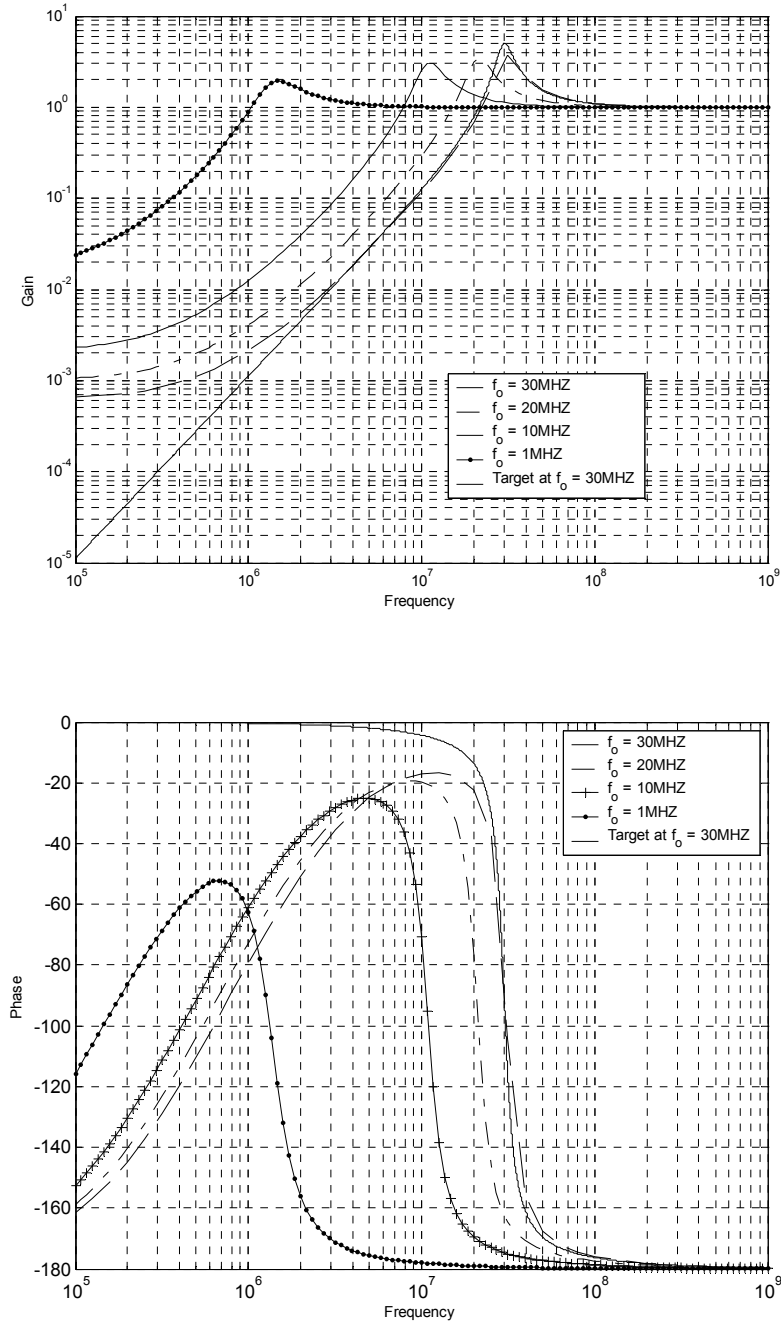 10^1
10^0
10^-1
10^-2
10^-3
10^-4
10^-5
Gain
f_o = 30MHZ
f_o = 20MHZ
f_o = 10MHZ
f_o = 1MHZ
Target at f_o = 30MHZ
10^5 10^6 10^7 10^8 10^9
Frequency
0
-20
-40
-60
-80
-100
-120
-140
-160
-180
Phase
f_o = 30MHZ
f_o = 20MHZ
f_o = 10MHZ
f_o = 1MHZ
Target at f_o = 30MHZ
10^5 10^6 10^7 10^8 10^9
Frequency